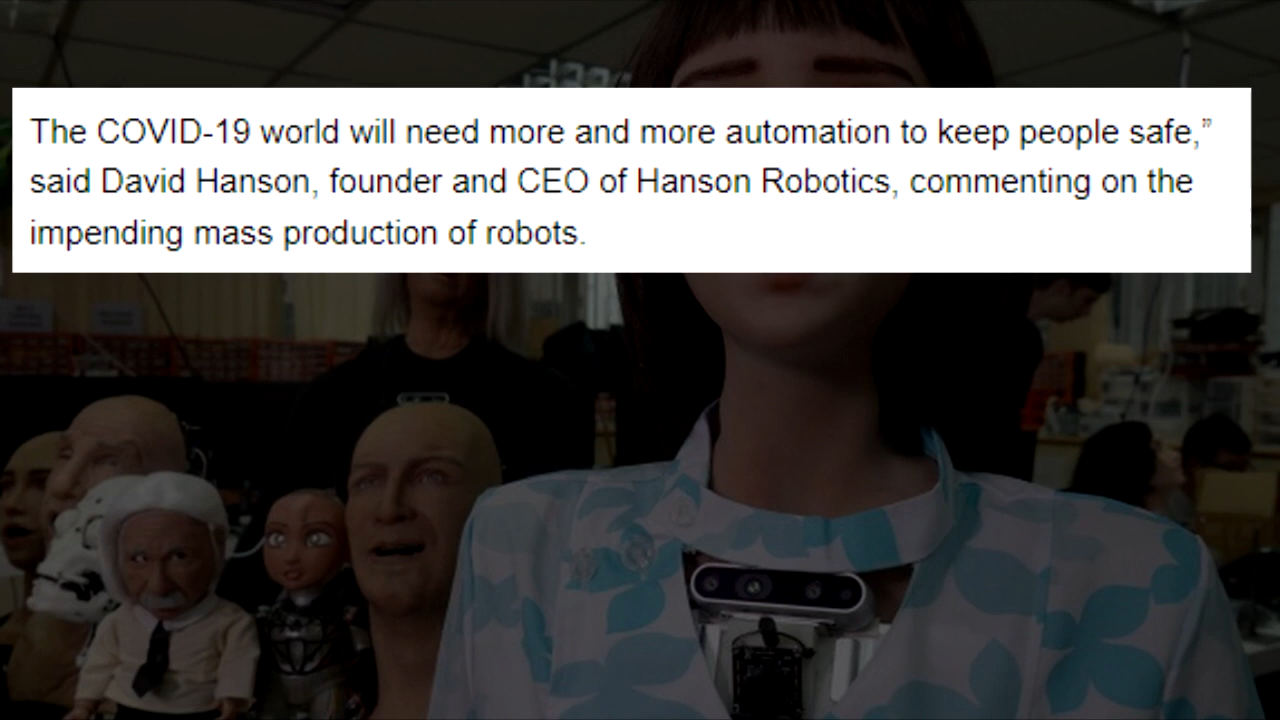 The COVID-19 world will need more and more automation to keep people safe,”
said David Hanson, founder and CEO of Hanson Robotics, commenting on the
impending mass production of robots.